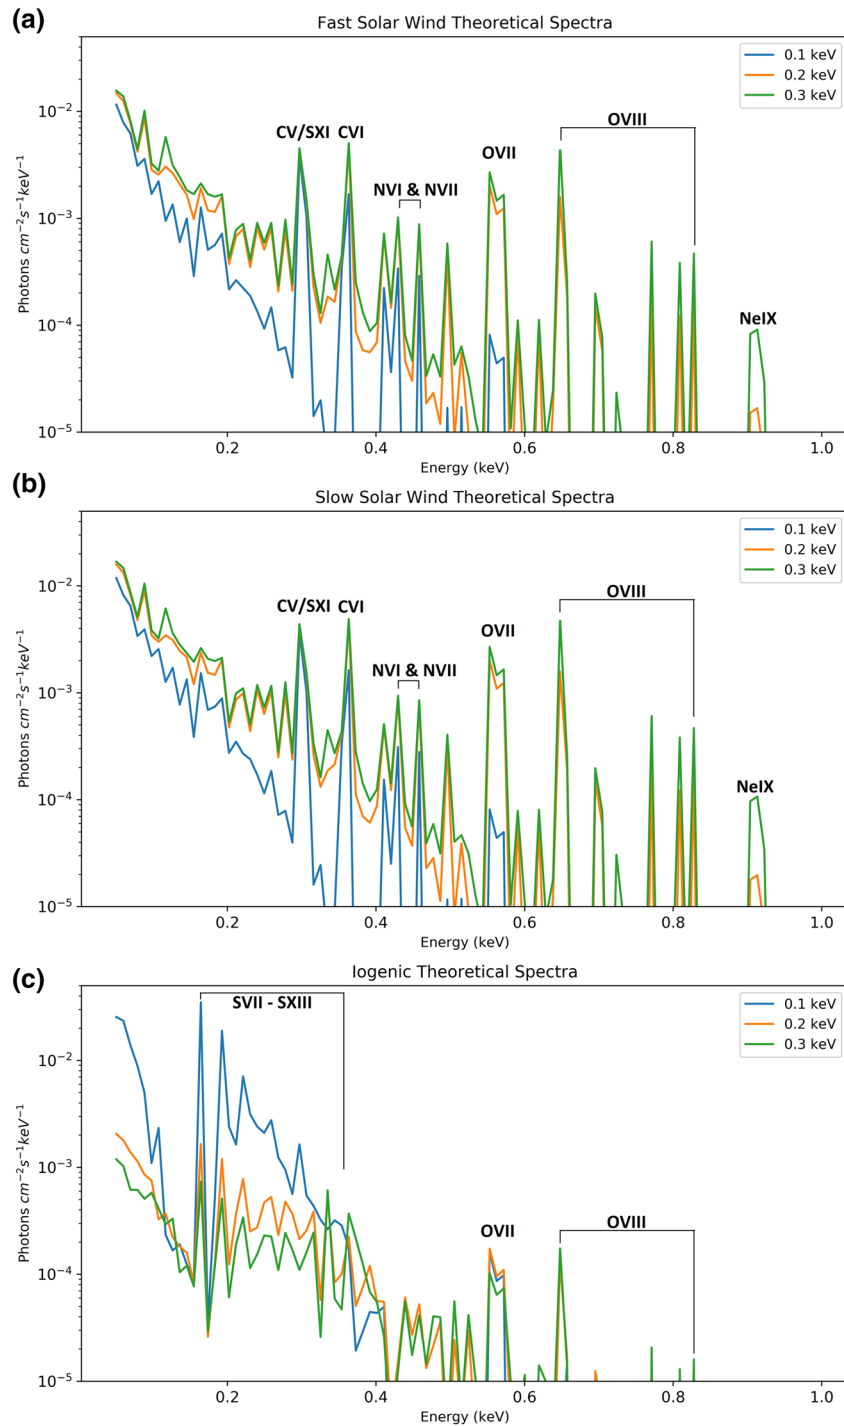 (a)
Fast Solar Wind Theoretical Spectra
Photons cm⁻²s⁻¹keV⁻¹
10⁻²
10⁻³
10⁻⁴
10⁻⁵
CV/SXI
CVI
NVI & NVII
OVII
OVIII
NeIX
0.1 keV
0.2 keV
0.3 keV
0.2
0.4
0.6
0.8
1.0
Energy (keV)
(b)
Slow Solar Wind Theoretical Spectra
Photons cm⁻²s⁻¹keV⁻¹
10⁻²
10⁻³
10⁻⁴
10⁻⁵
CV/SXI
CVI
NVI & NVII
OVII
OVIII
NeIX
0.1 keV
0.2 keV
0.3 keV
0.2
0.4
0.6
0.8
1.0
Energy (keV)
(c)
Iogenic Theoretical Spectra
Photons cm⁻²s⁻¹keV⁻¹
10⁻²
10⁻³
10⁻⁴
10⁻⁵
SVII - SXIII
OVII
OVIII
0.1 keV
0.2 keV
0.3 keV
0.2
0.4
0.6
0.8
1.0
Energy (keV)